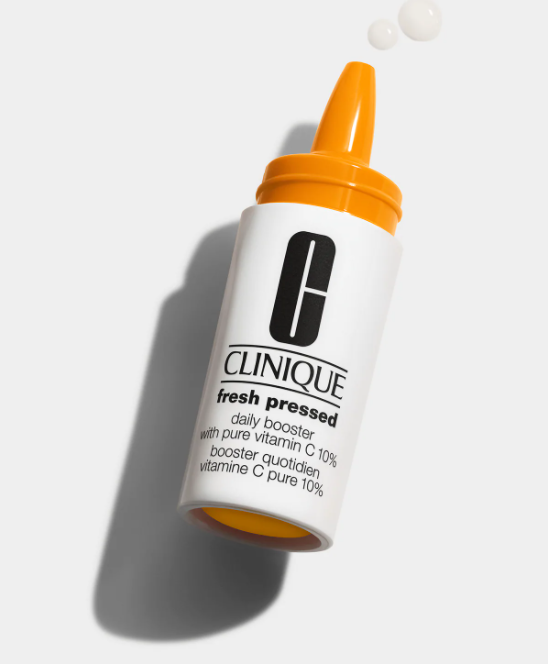 C
CLINIQUE
fresh pressed
daily booster
with pure vitamin C 10%
booster quotidien
vitamine C pure 10%